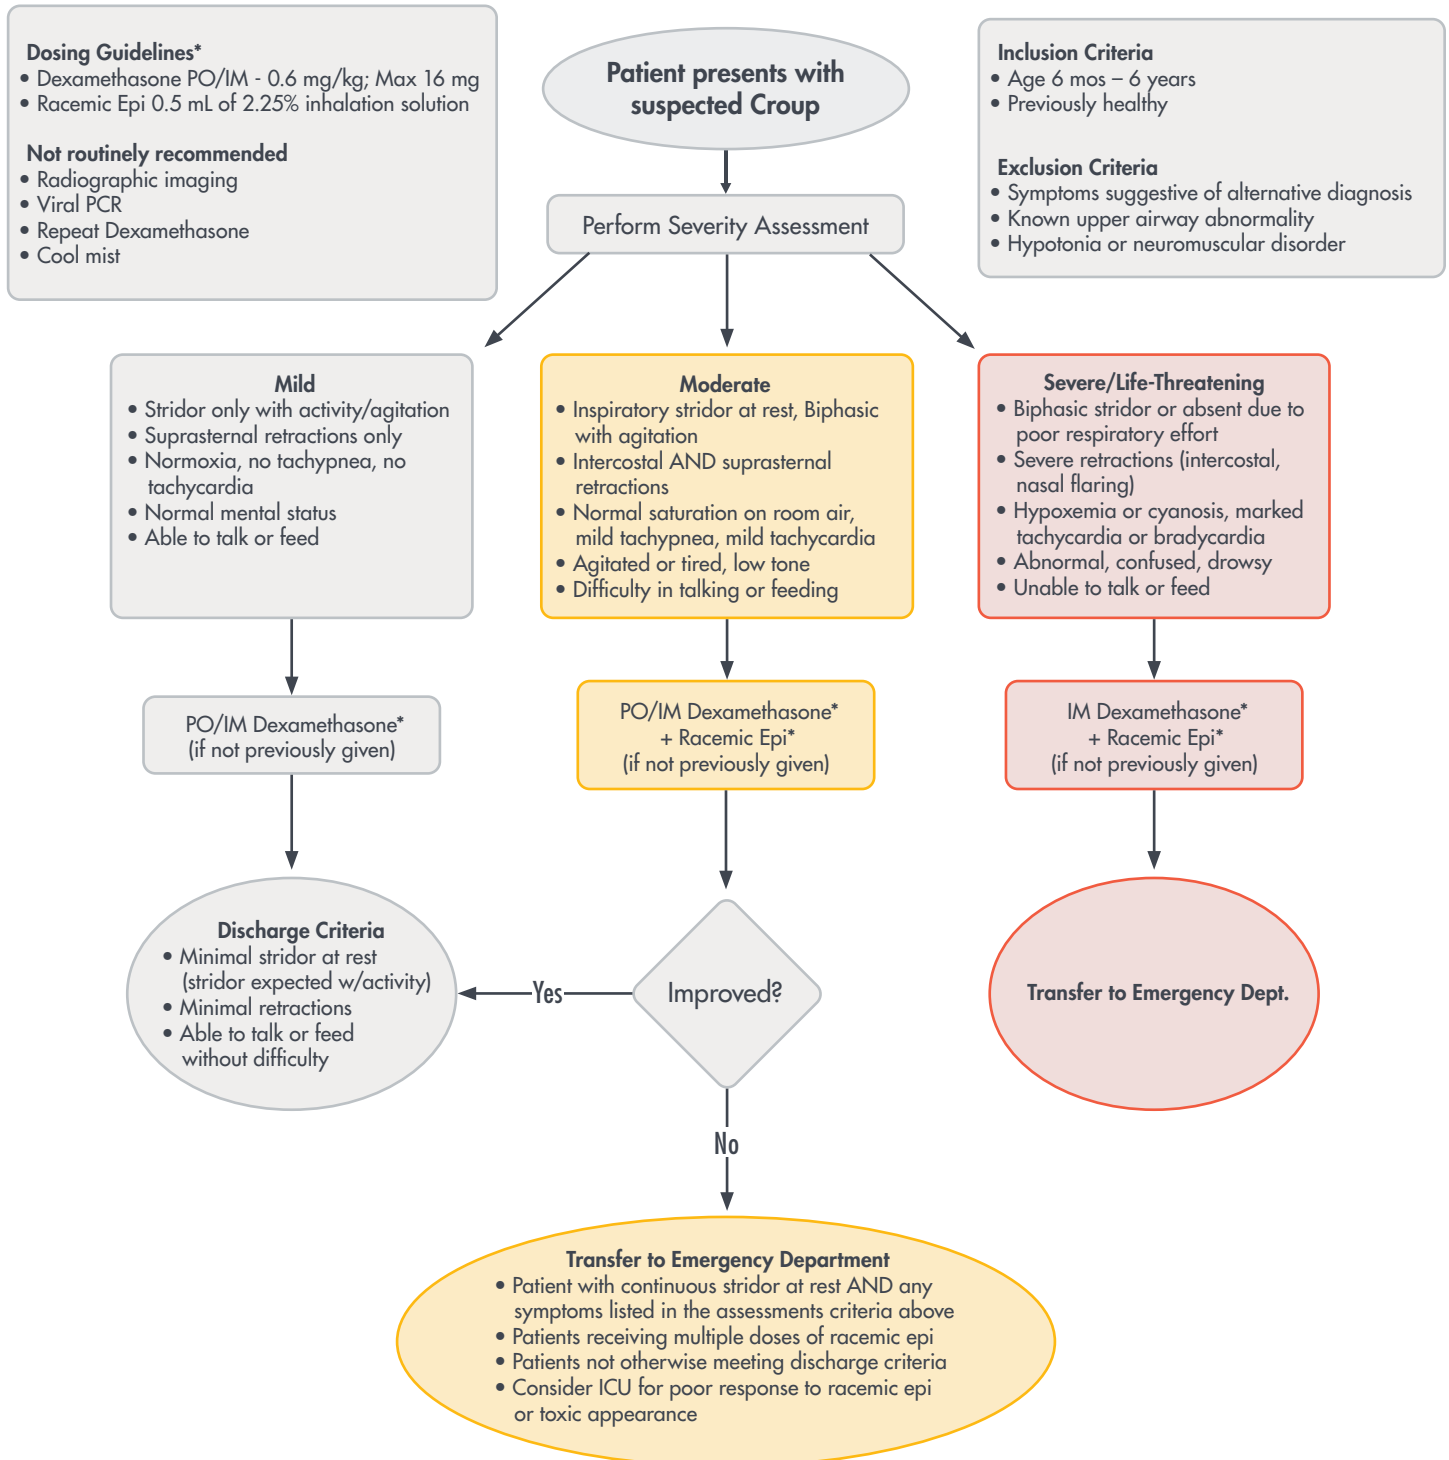 Dosing Guidelines*
• Dexamethasone PO/IM - 0.6 mg/kg; Max 16 mg
• Racemic Epi 0.5 mL of 2.25% inhalation solution
Not routinely recommended
• Radiographic imaging
• Viral PCR
• Repeat Dexamethasone
• Cool mist
Patient presents with
suspected Croup
Inclusion Criteria
• Age 6 mos – 6 years
• Previously healthy
Exclusion Criteria
• Symptoms suggestive of alternative diagnosis
• Known upper airway abnormality
• Hypotonia or neuromuscular disorder
Perform Severity Assessment
Mild
• Stridor only with activity/agitation
• Suprasternal retractions only
• Normoxia, no tachypnea, no
tachycardia
• Normal mental status
• Able to talk or feed
Moderate
• Inspiratory stridor at rest, Biphasic
with agitation
• Intercostal AND suprasternal
retractions
• Normal saturation on room air,
mild tachypnea, mild tachycardia
• Agitated or tired, low tone
• Difficulty in talking or feeding
Severe/Life-Threatening
• Biphasic stridor or absent due to
poor respiratory effort
• Severe retractions (intercostal,
nasal flaring)
• Hypoxemia or cyanosis, marked
tachycardia or bradycardia
• Abnormal, confused, drowsy
• Unable to talk or feed
PO/IM Dexamethasone*
(if not previously given)
PO/IM Dexamethasone*
+ Racemic Epi*
(if not previously given)
IM Dexamethasone*
+ Racemic Epi*
(if not previously given)
Discharge Criteria
• Minimal stridor at rest
(stridor expected w/activity)
• Minimal retractions
• Able to talk or feed
without difficulty
Yes
Improved?
Transfer to Emergency Dept.
No
Transfer to Emergency Department
• Patient with continuous stridor at rest AND any
symptoms listed in the assessments criteria above
• Patients receiving multiple doses of racemic epi
• Patients not otherwise meeting discharge criteria
• Consider ICU for poor response to racemic epi
or toxic appearance